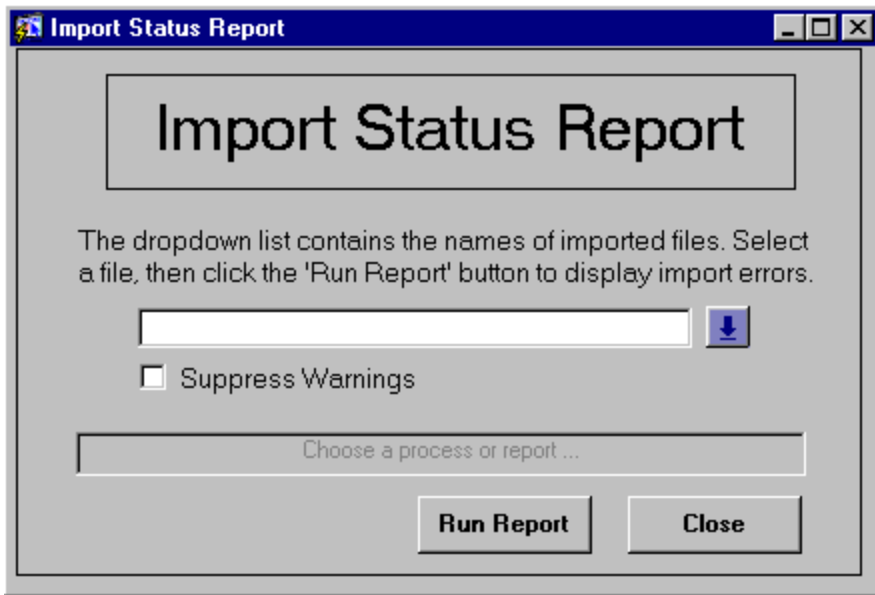 Import Status Report
Import Status Report
The dropdown list contains the names of imported files. Select
a file, then click the 'Run Report' button to display import errors.
Suppress Warnings
Choose a process or report ...
Run Report
Close